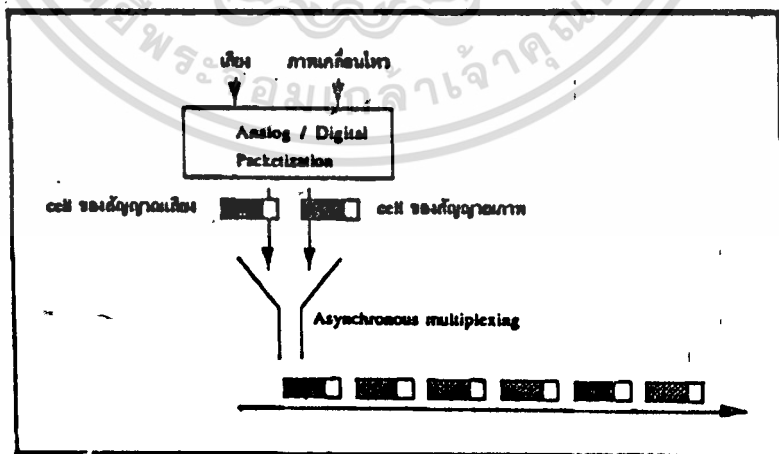 เสียง ภาพเคลื่อนไหว
Analog / Digital
Packetization
cell ของสัญญาณเสียง cell ของสัญญาณภาพ
Asynchronous multiplexing